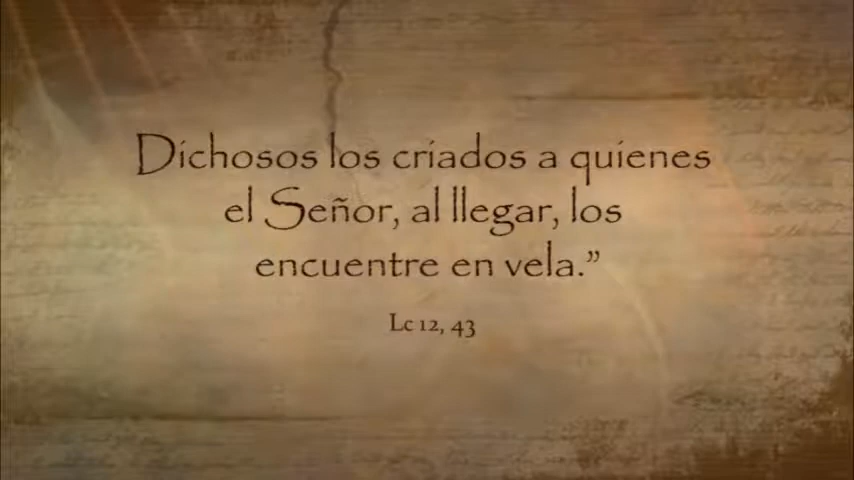 Dichosos los criados a quienes
el Señor, al llegar, los
encuentre en vela.”
Lc 12, 43